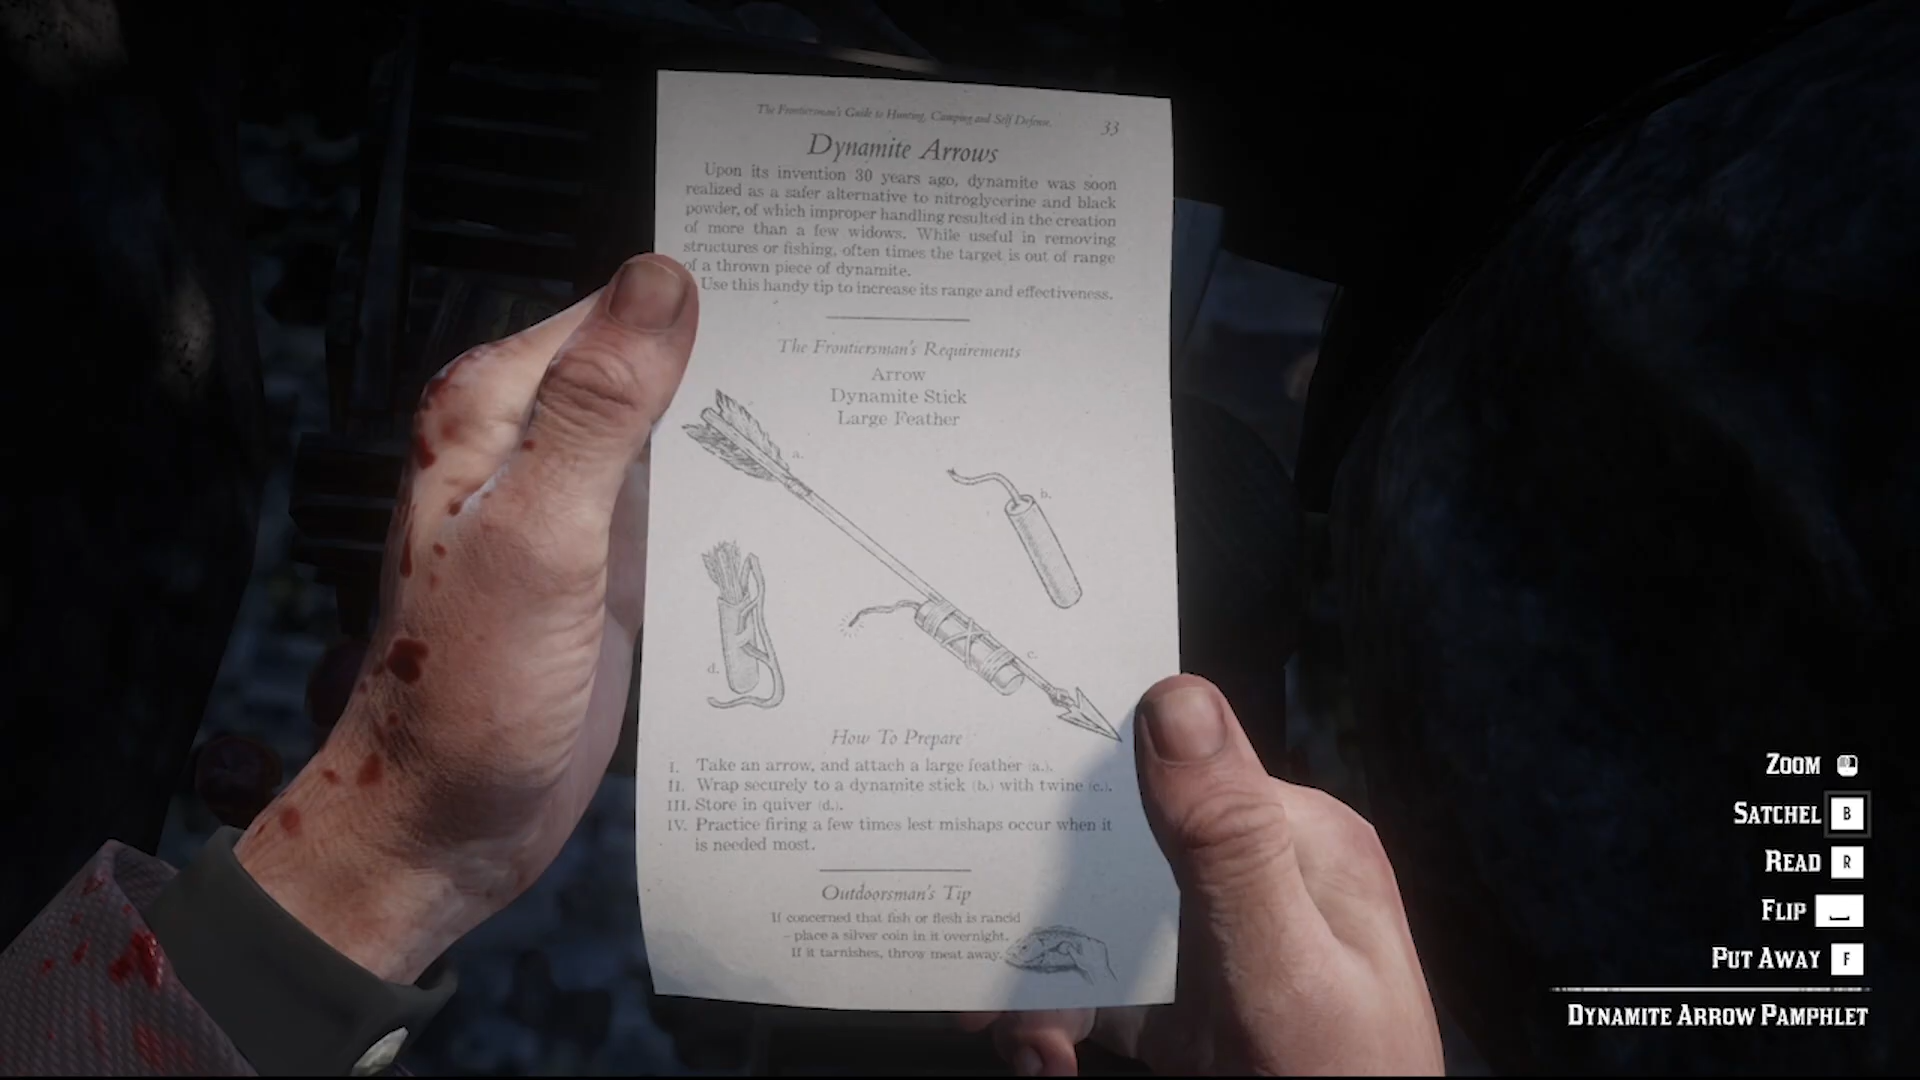 The Frontiersman's Guide to Hunting, Camping and Self Defense.
33
Dynamite Arrows
Upon its invention 30 years ago, dynamite was soon
realized as a safer alternative to nitroglycerine and black
powder, of which improper handling resulted in the creation
of more than a few widows. While useful in removing
structures or fishing, often times the target is out of range
of a thrown piece of dynamite.
Use this handy tip to increase its range and effectiveness.
The Frontiersman's Requirements
Arrow
Dynamite Stick
Large Feather
a.
b.
c.
d.
How To Prepare
I. Take an arrow, and attach a large feather (a.).
II. Wrap securely to a dynamite stick (b.) with twine (c.).
III. Store in quiver (d.).
IV. Practice firing a few times lest mishaps occur when it
is needed most.
Outdoorsman's Tip
If concerned that fish or flesh is rancid
– place a silver coin in it overnight.
If it tarnishes, throw meat away.
ZOOM
SATCHEL B
READ R
FLIP
PUT AWAY F
DYNAMITE ARROW PAMPHLET